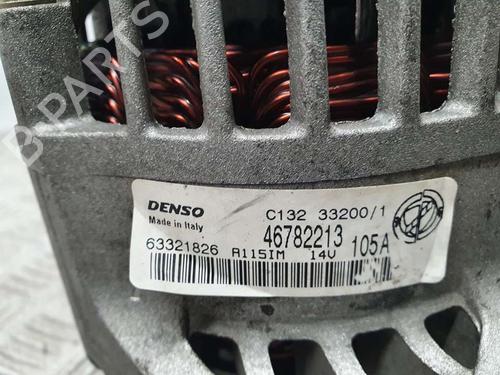 DENSO
Made in Italy
C132 33200/1
46782213
63321826 A115IM 14V 105A
B-PARTS